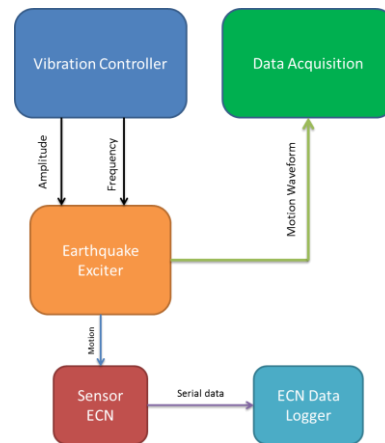 Vibration Controller
Data Acquisition
Amplitude
Frequency
Motion Waveform
Earthquake
Exciter
Motion
Sensor
ECN
Serial data
ECN Data
Logger